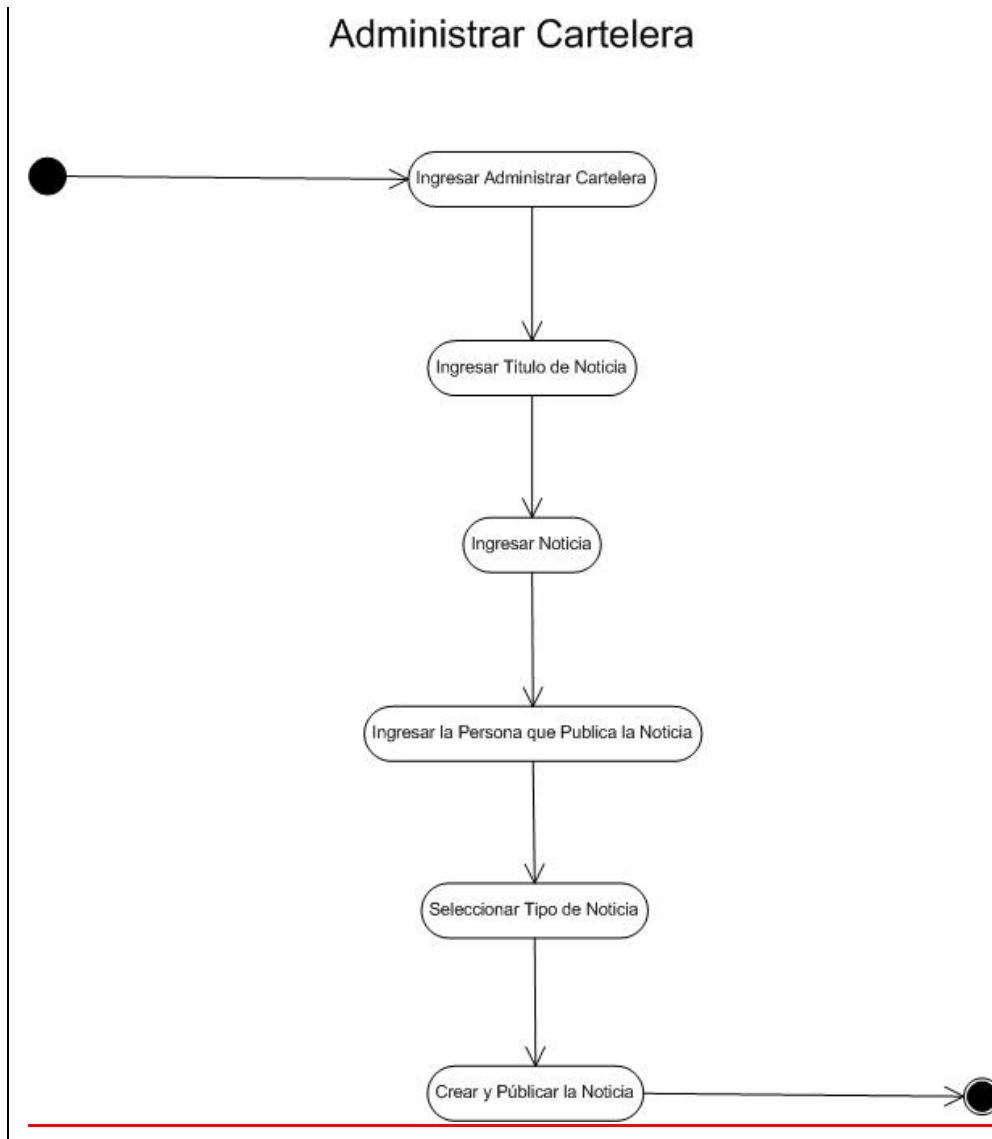 Administrar Cartelera
Ingresar Administrar Cartelera
Ingresar Titulo de Noticia
Ingresar Noticia
Ingresar la Persona que Publica la Noticia
Seleccionar Tipo de Noticia
Crear y Públicar la Noticia